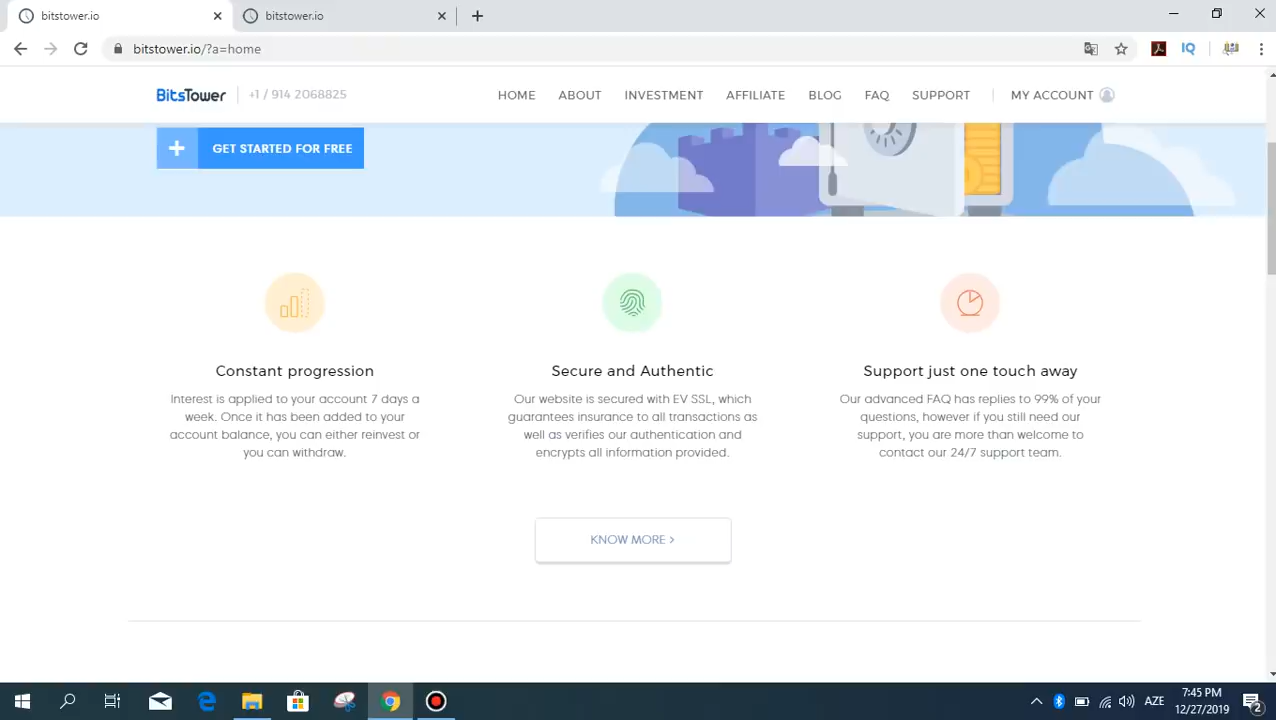 bitstower.io
bitstower.io
bitstower.io/?a=home
IQ
BitsTower
+1 / 914 2068825
HOME
ABOUT
INVESTMENT
AFFILIATE
BLOG
FAQ
SUPPORT
MY ACCOUNT
+ GET STARTED FOR FREE
Constant progression
Interest is applied to your account 7 days a
week. Once it has been added to your
account balance, you can either reinvest or
you can withdraw.
Secure and Authentic
Our website is secured with EV SSL, which
guarantees insurance to all transactions as
well as verifies our authentication and
encrypts all information provided.
Support just one touch away
Our advanced FAQ has replies to 99% of your
questions, however if you still need our
support, you are more than welcome to
contact our 24/7 support team.
KNOW MORE >
AZE
7:45 PM
12/27/2019
2